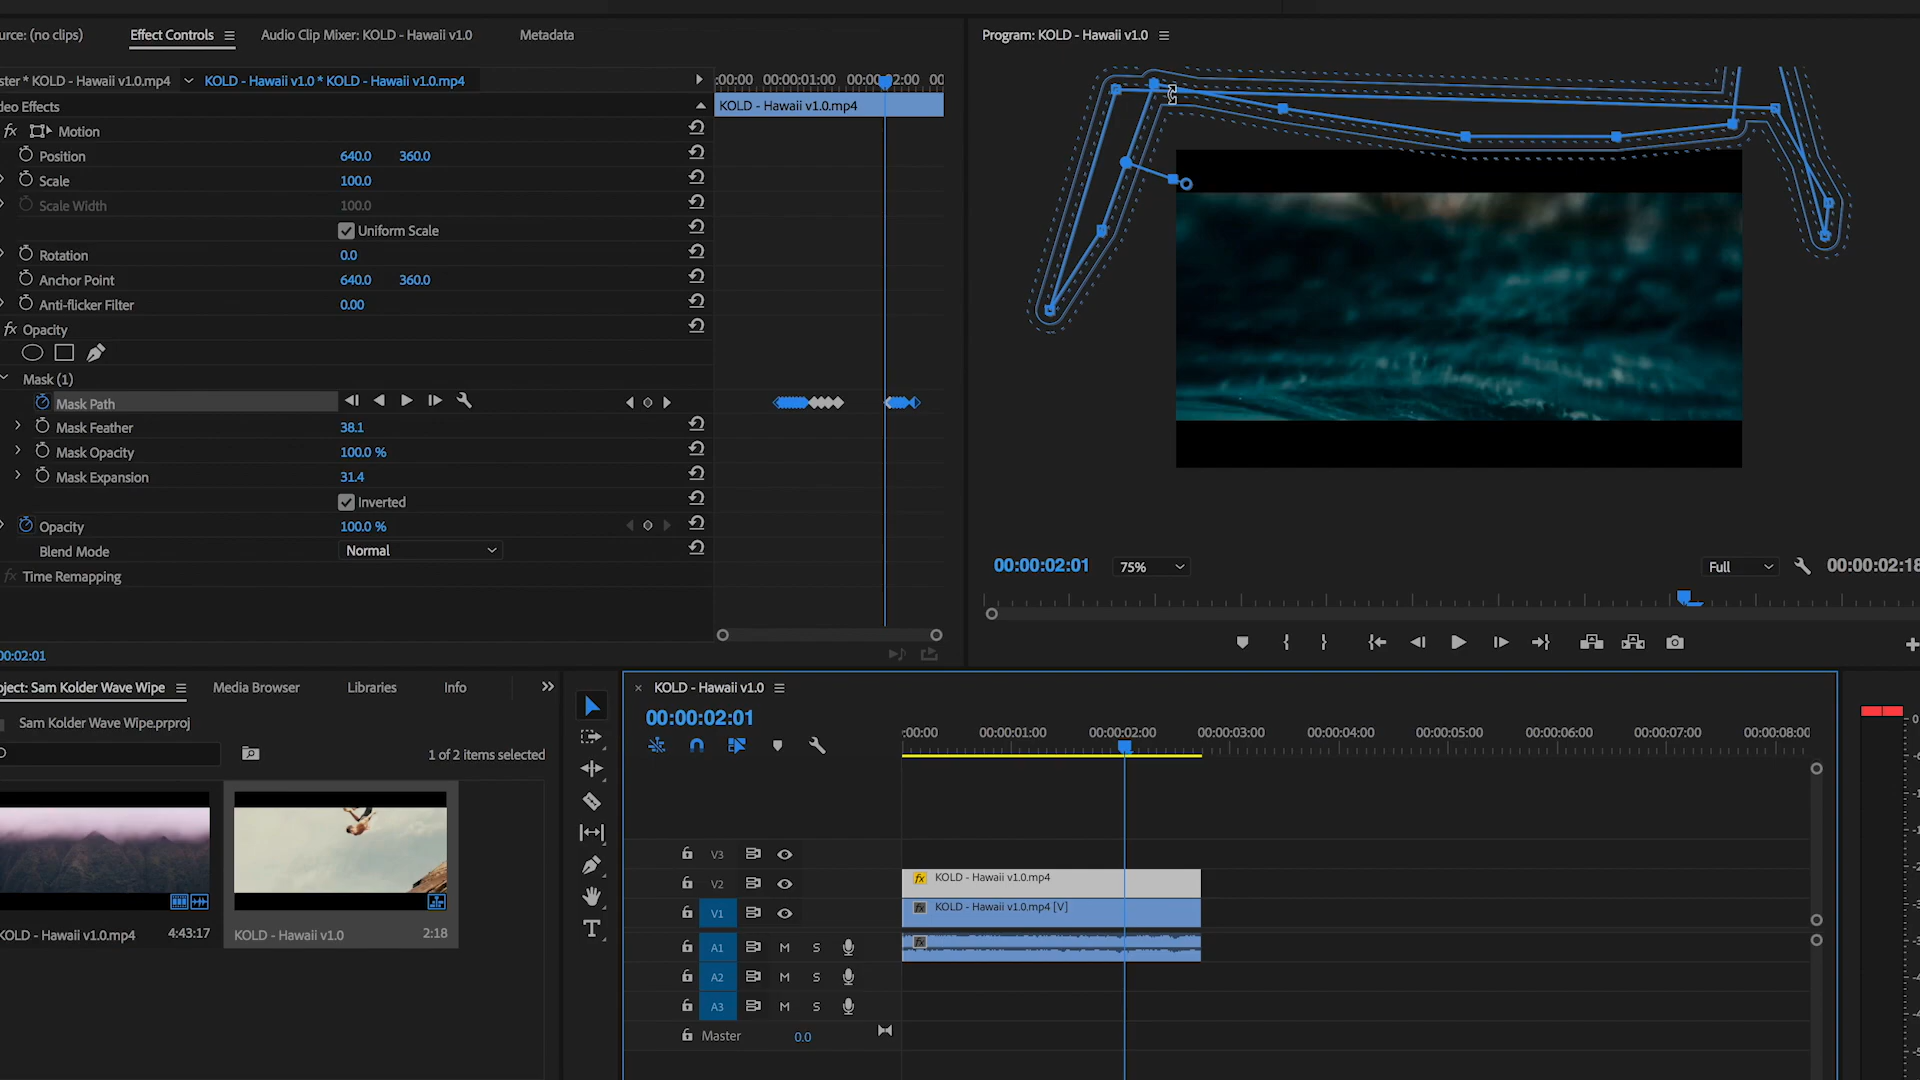 urce: (no clips)
Effect Controls
Audio Clip Mixer: KOLD - Hawaii v1.0
Metadata
ster * KOLD - Hawaii v1.0.mp4
KOLD - Hawaii v1.0 * KOLD - Hawaii v1.0.mp4
:00:00 00:00:01:00 00:00:02:00 00
deo Effects
KOLD - Hawaii v1.0.mp4
fx Motion
Position 640.0 360.0
Scale 100.0
Scale Width 100.0
Uniform Scale
Rotation 0.0
Anchor Point 640.0 360.0
Anti-flicker Filter 0.00
fx Opacity
Mask (1)
Mask Path
Mask Feather 38.1
Mask Opacity 100.0 %
Mask Expansion 31.4
Inverted
Opacity 100.0 %
Blend Mode Normal
fx Time Remapping
00:02:01
Program: KOLD - Hawaii v1.0
00:00:02:01 75% Full 00:00:02:18
oject: Sam Kolder Wave Wipe
Media Browser
Libraries
Info
Sam Kolder Wave Wipe.prproj
1 of 2 items selected
KOLD - Hawaii v1.0.mp4 4:43:17
KOLD - Hawaii v1.0 2:18
× KOLD - Hawaii v1.0
00:00:02:01
:00:00 00:00:01:00 00:00:02:00 00:00:03:00 00:00:04:00 00:00:05:00 00:00:06:00 00:00:07:00 00:00:08:00
V3
V2 fx KOLD - Hawaii v1.0.mp4
V1 fx KOLD - Hawaii v1.0.mp4 [V]
A1 M S fx
A2 M S
A3 M S
Master 0.0